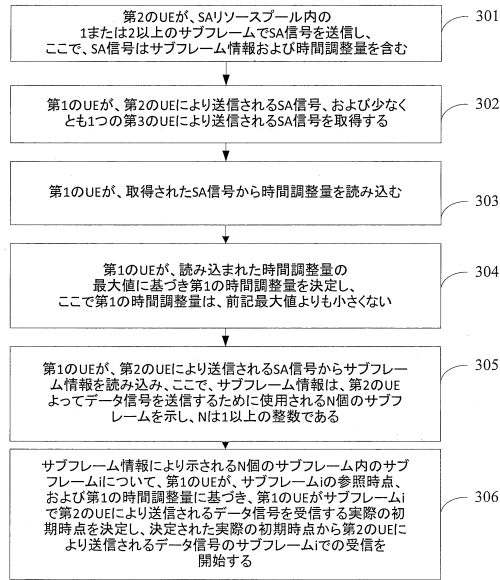 第2のUEが、SAリソースプール内の
1または2以上のサブフレームでSA信号を送信し、
ここで、SA信号はサブフレーム情報および時間調整量を含む
301
第1のUEが、第2のUEにより送信されるSA信号、および少なく
とも1つの第3のUEにより送信されるSA信号を取得する
302
第1のUEが、取得されたSA信号から時間調整量を読み込む
303
第1のUEが、読み込まれた時間調整量の
最大値に基づき第1の時間調整量を決定し、
ここで第1の時間調整量は、前記最大値よりも小さくない
304
第1のUEが、第2のUEにより送信されるSA信号からサブフレー
ム情報を読み込み、ここで、サブフレーム情報は、第2のUE
よってデータ信号を送信するために使用されるN個のサブフ
レームを示し、Nは1以上の整数である
305
サブフレーム情報により示されるN個のサブフレーム内のサブ
フレームiについて、第1のUEが、サブフレームiの参照時点、
および第1の時間調整量に基づき、第1のUEがサブフレームi
で第2のUEにより送信されるデータ信号を受信する実際の初
期時点を決定し、決定された実際の初期時点から第2のUEに
より送信されるデータ信号のサブフレームiでの受信を
開始する
306